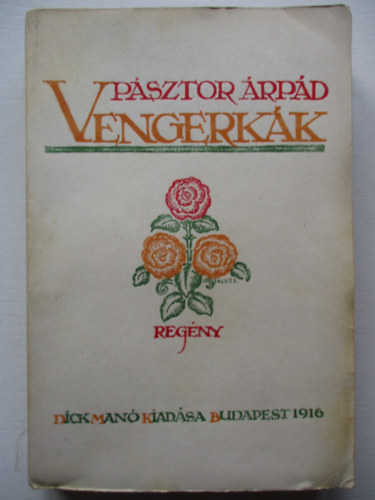 PÁSZTOR ÁRPÁD
VENGERKÁK
REGÉNY
DICK MANÓ KIADÁSA BUDAPEST 1916